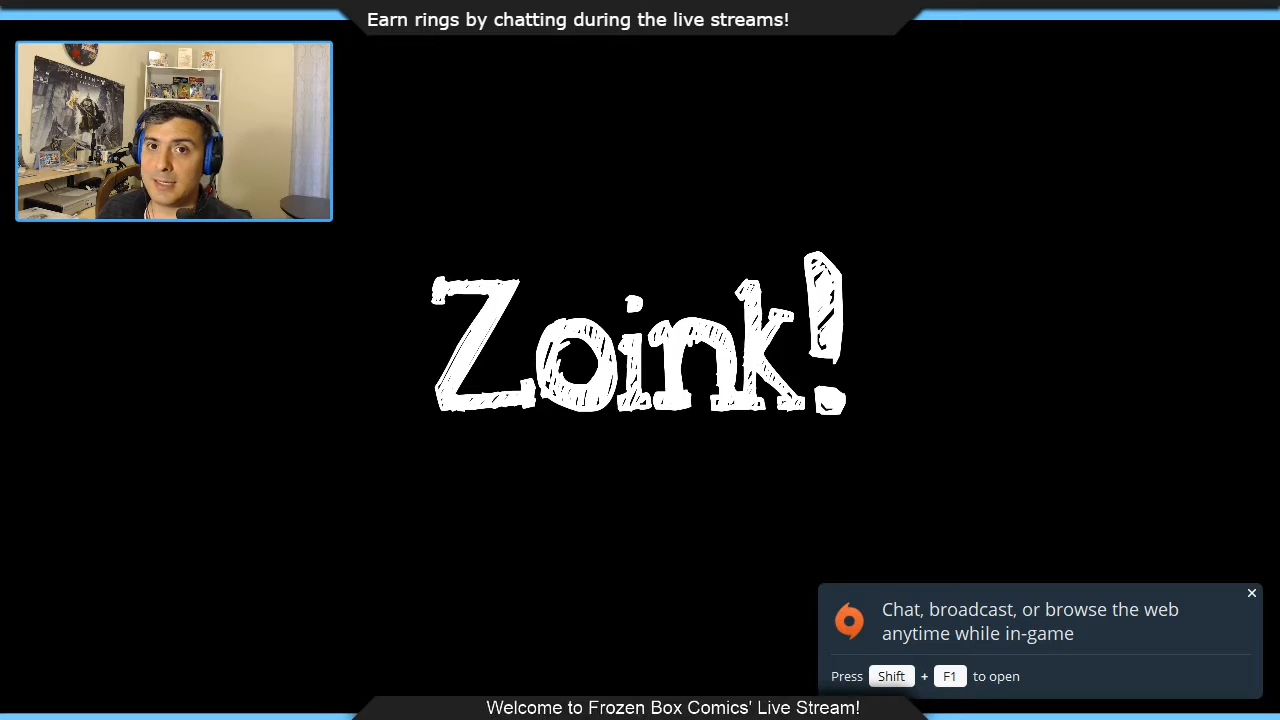 Earn rings by chatting during the live streams!
Zoink!
Chat, broadcast, or browse the web
anytime while in-game
Press Shift + F1 to open
Welcome to Frozen Box Comics' Live Stream!